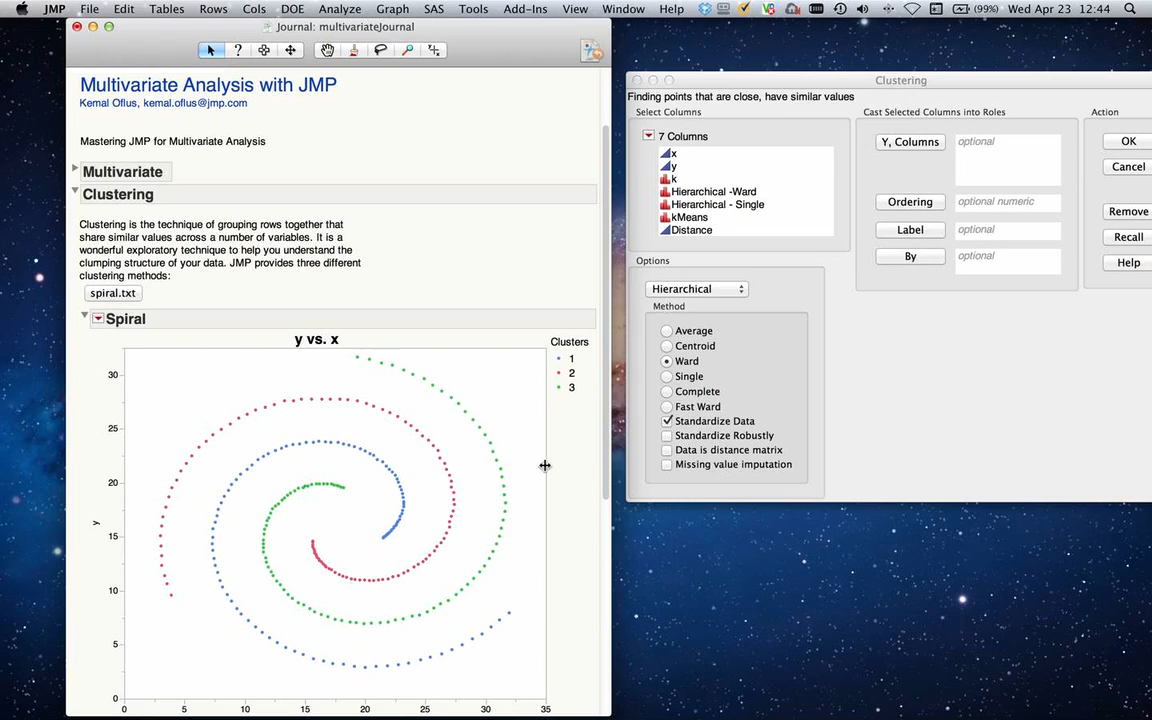 JMP File Edit Tables Rows Cols DOE Analyze Graph SAS Tools Add-Ins View Window Help (99%) Wed Apr 23 12:44
Journal: multivariateJournal
Multivariate Analysis with JMP
Kemal Oflus, kemal.oflus@jmp.com
Mastering JMP for Multivariate Analysis
Multivariate
Clustering
Clustering is the technique of grouping rows together that
share similar values across a number of variables. It is a
wonderful exploratory technique to help you understand the
clumping structure of your data. JMP provides three different
clustering methods:
spiral.txt
Spiral
y vs. x
Clusters
1
2
3
30
25
20
15
10
5
0
y
0 5 10 15 20 25 30 35
Clustering
Finding points that are close, have similar values
Select Columns
7 Columns
x
y
k
Hierarchical -Ward
Hierarchical - Single
kMeans
Distance
Options
Hierarchical
Method
Average
Centroid
Ward
Single
Complete
Fast Ward
Standardize Data
Standardize Robustly
Data is distance matrix
Missing value imputation
Cast Selected Columns into Roles
Y, Columns optional
Ordering optional numeric
Label optional
By optional
Action
OK
Cancel
Remove
Recall
Help